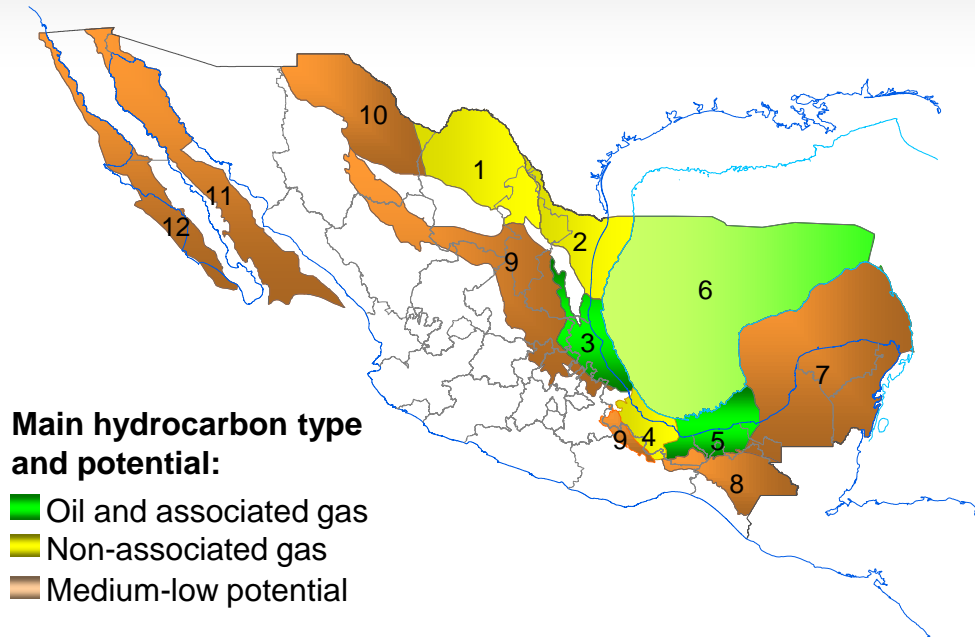 10
1
11
12
2
9
6
3
7
4
9
5
8
Main hydrocarbon type
and potential:
Oil and associated gas
Non-associated gas
Medium-low potential